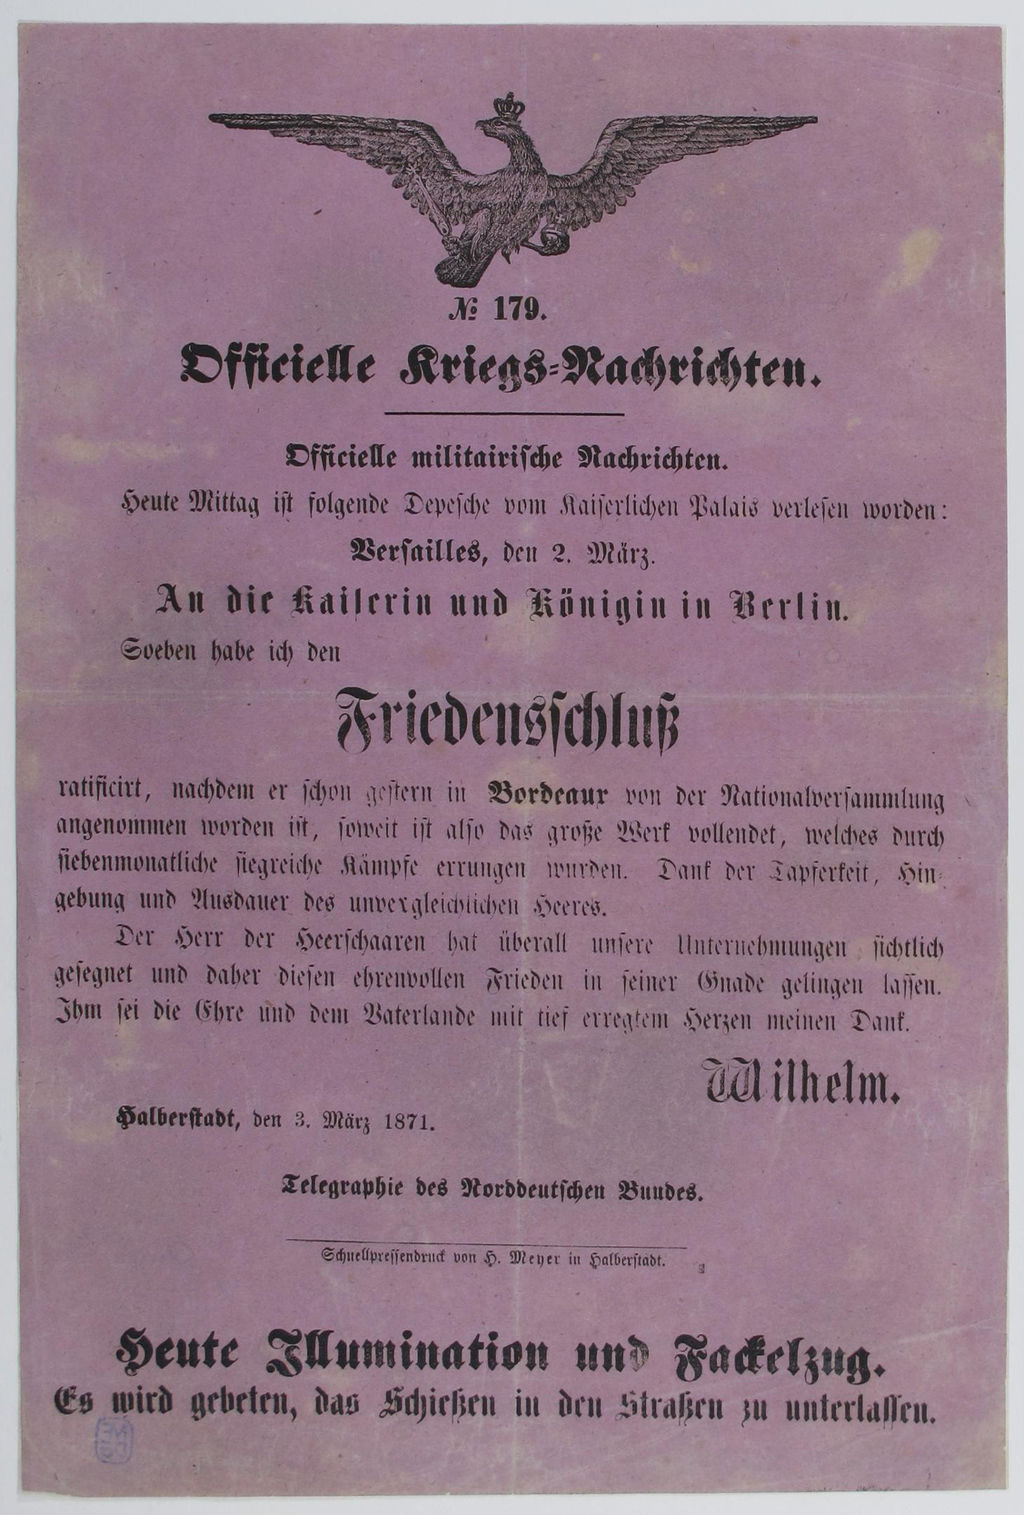 № 179.
Officielle Kriegs-Nachrichten.
Officielle militairische Nachrichten.
Heute Mittag ist folgende Depesche vom Kaiserlichen Palais verlesen worden:
Versailles, den 2. März.
An die Kaiserin und Königin in Berlin.
Soeben habe ich den
Friedensschluß
ratificirt, nachdem er schon gestern in Bordeaux von der Nationalversammlung
angenommen worden ist, soweit ist also das große Werk vollendet, welches durch
siebenmonatliche siegreiche Kämpfe errungen wurden. Dank der Tapferkeit, Hin-
gebung und Ausdauer des unvergleichlichen Heeres.
Der Herr der Heerschaaren hat überall unsere Unternehmungen sichtlich
gesegnet und daher diesen ehrenvollen Frieden in seiner Gnade gelingen lassen.
Ihm sei die Ehre und dem Vaterlande mit tief erregtem Herzen meinen Dank.
Wilhelm.
Halberstadt, den 3. März 1871.
Telegraphie des Norddeutschen Bundes.
Schnellpressendruck von H. Meyer in Halberstadt.
Heute Illumination und Fackelzug.
Es wird gebeten, das Schießen in den Straßen zu unterlassen.